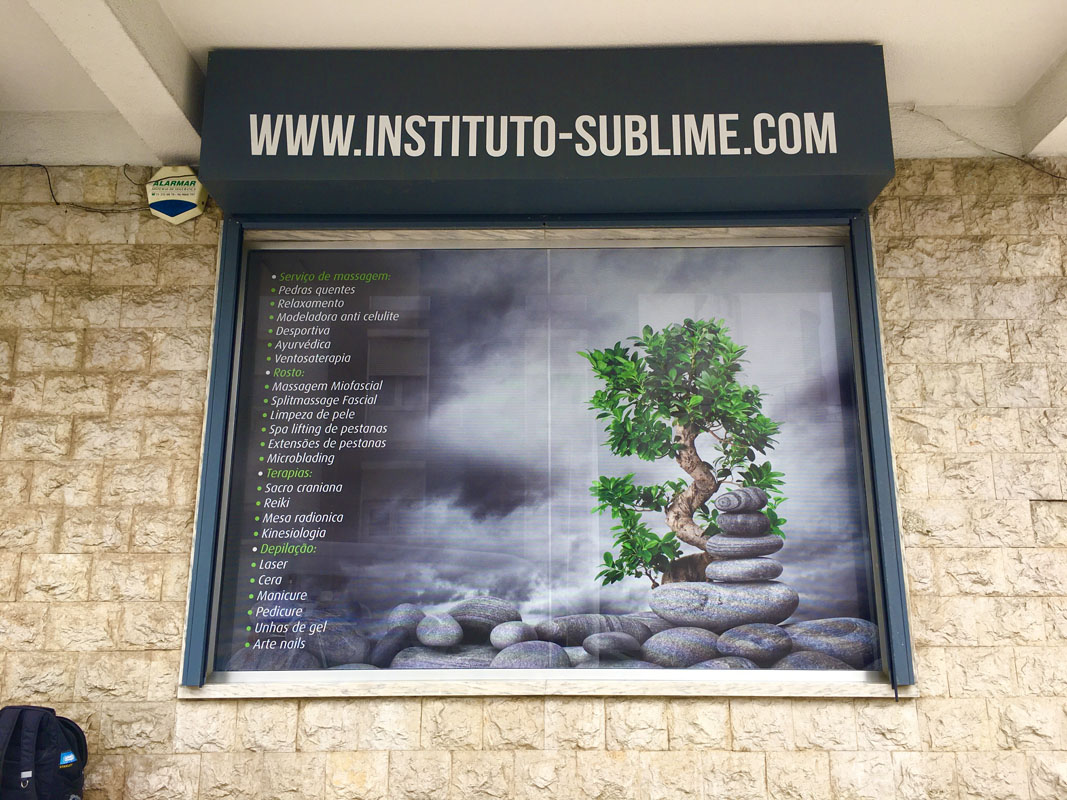 WWW.INSTITUTO-SUBLIME.COM
ALARMAR
• Serviço de massagem:
• Pedras quentes
• Relaxamento
• Modeladora anti celulite
• Desportiva
• Ayurvédica
• Ventosaterapia
• Rosto:
• Massagem Miofascial
• Splitmassage Fascial
• Limpeza de pele
• Spa lifting de pestanas
• Extensões de pestanas
• Microblading
• Terapias:
• Sacro craniana
• Reiki
• Mesa radionica
• Kinesiologia
• Depilação:
• Laser
• Cera
• Manicure
• Pedicure
• Unhas de gel
• Arte nails